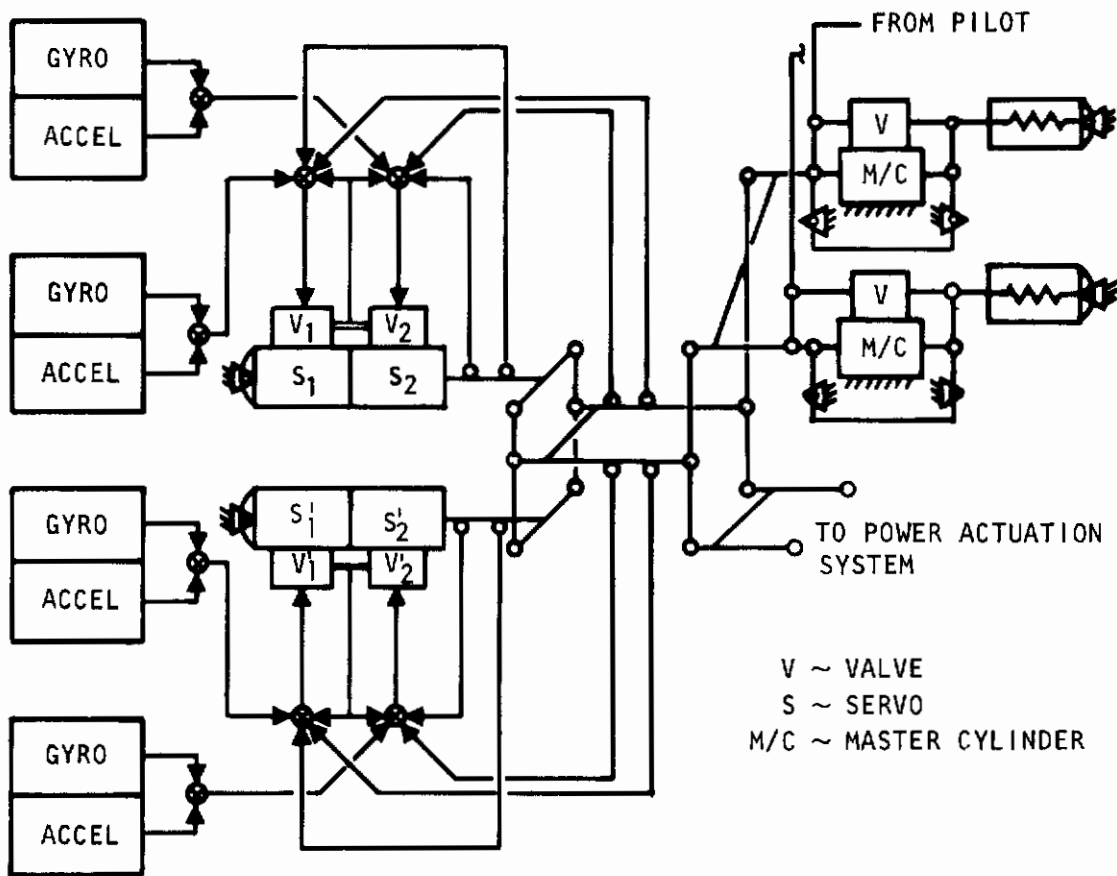 GYRO
ACCEL
GYRO
ACCEL
GYRO
ACCEL
GYRO
ACCEL
V₁
V₂
S₁
S₂
S'₁
S'₂
V'₁
V'₂
FROM PILOT
V
M/C
V
M/C
TO POWER ACTUATION
SYSTEM
V ~ VALVE
S ~ SERVO
M/C ~ MASTER CYLINDER